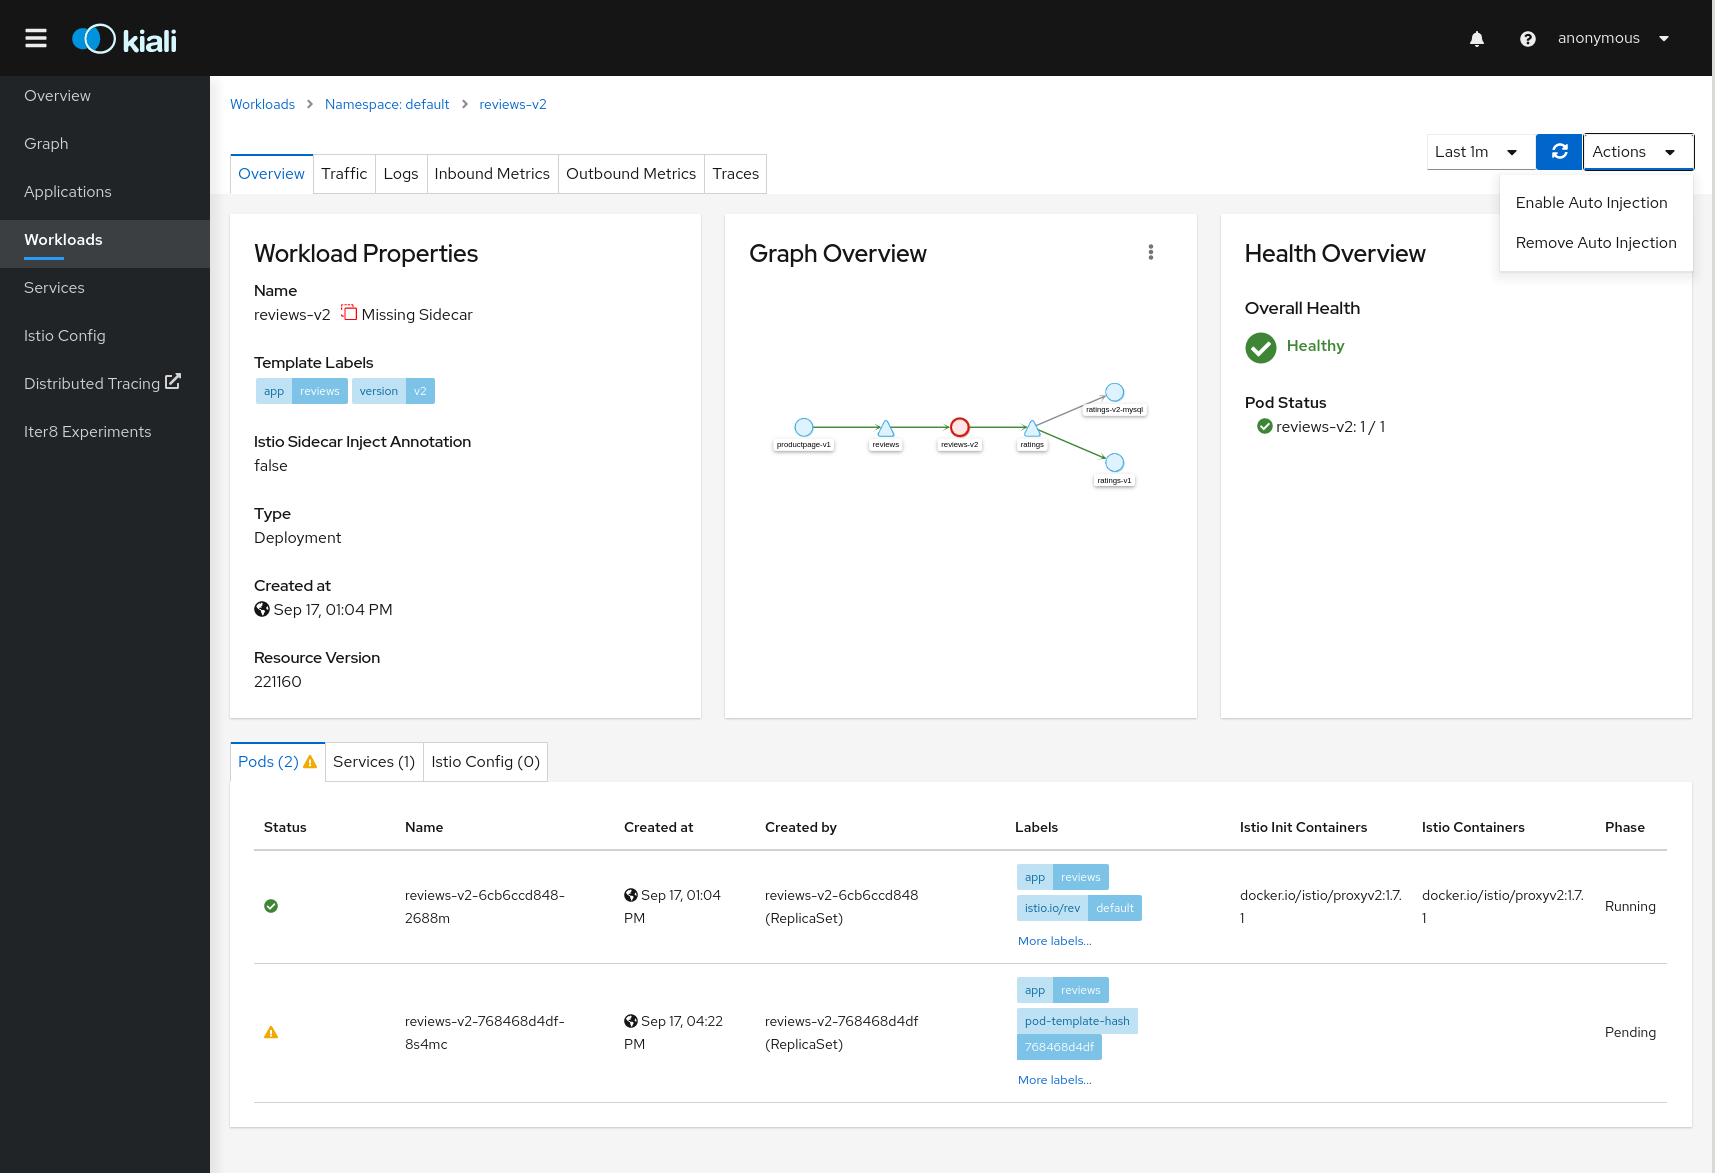 kiali
anonymous
Overview
Graph
Applications
Workloads
Services
Istio Config
Distributed Tracing
Iter8 Experiments
Workloads > Namespace: default > reviews-v2
Last 1m
Actions
Enable Auto Injection
Remove Auto Injection
Overview
Traffic
Logs
Inbound Metrics
Outbound Metrics
Traces
Workload Properties
Name
reviews-v2 Missing Sidecar
Template Labels
app reviews version v2
Istio Sidecar Inject Annotation
false
Type
Deployment
Created at
Sep 17, 01:04 PM
Resource Version
221160
Graph Overview
ratings-v2-mysql
productpage-v1
reviews
reviews-v2
ratings
ratings-v1
Health Overview
Overall Health
Healthy
Pod Status
reviews-v2: 1 / 1
Pods (2)
Services (1)
Istio Config (0)
Status Name Created at Created by Labels Istio Init Containers Istio Containers Phase
reviews-v2-6cb6ccd848-
2688m
Sep 17, 01:04
PM
reviews-v2-6cb6ccd848
(ReplicaSet)
app reviews
istio.io/rev default
More labels...
docker.io/istio/proxyv2:1.7.
1
docker.io/istio/proxyv2:1.7.
1
Running
reviews-v2-768468d4df-
8s4mc
Sep 17, 04:22
PM
reviews-v2-768468d4df
(ReplicaSet)
app reviews
pod-template-hash
768468d4df
More labels...
Pending